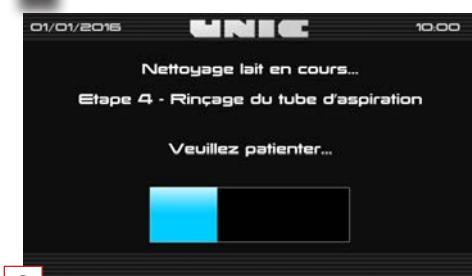 01/01/2016 UNIC 10:00
Nettoyage lait en cours...
Etape 4 - Rinçage du tube d'aspiration
Veuillez patienter...